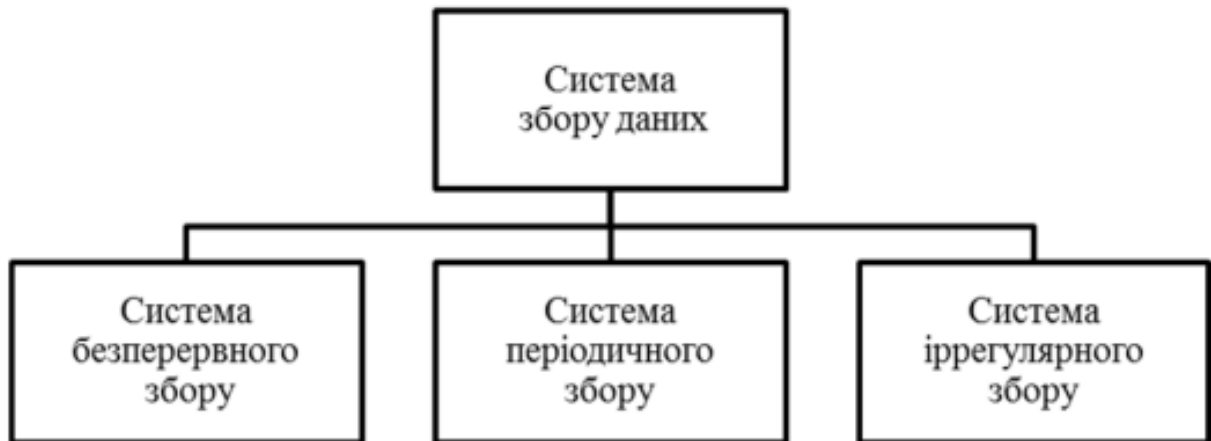 Система
збору даних
Система
безперервного
збору
Система
періодичного
збору
Система
іррегулярного
збору